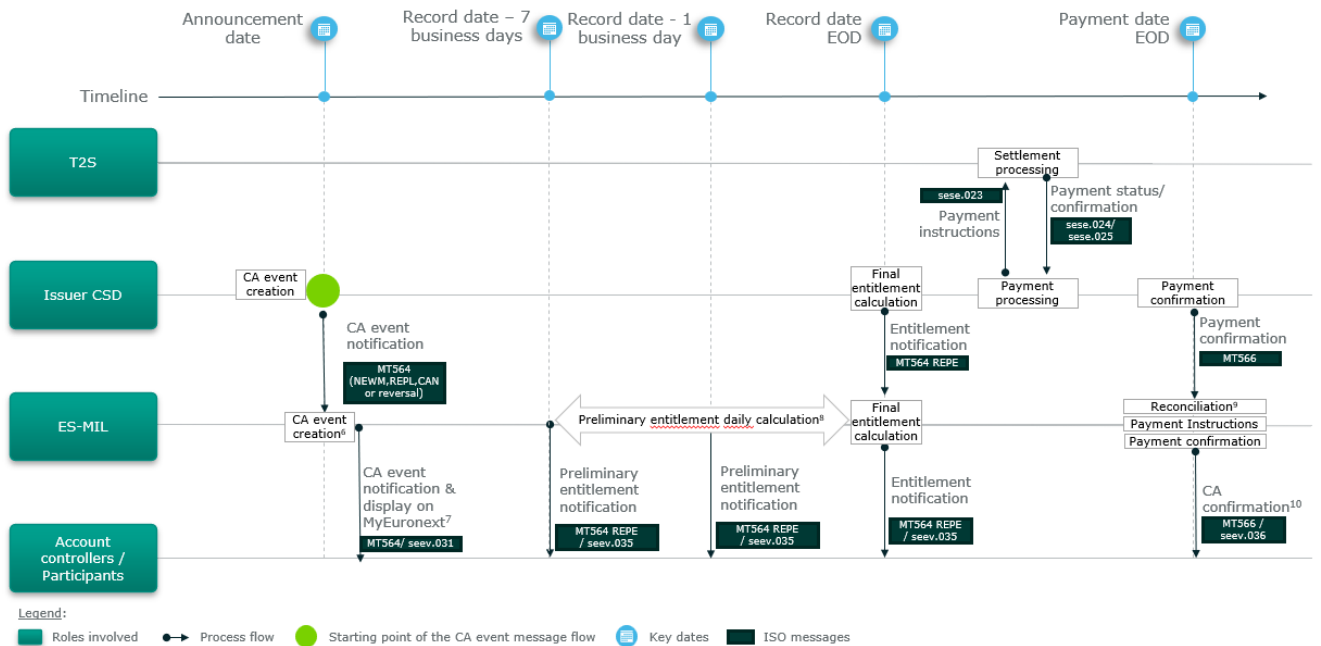 Announcement
date
Record date – 7
business days
Record date - 1
business day
Record date
EOD
Payment date
EOD
Timeline
T2S
Settlement
processing
sese.023
Payment
instructions
Payment status/
confirmation
sese.024/
sese.025
Issuer CSD
CA event
creation
Final
entitlement
calculation
Payment
processing
Payment
confirmation
CA event
notification
MT564
(NEWM,REPL,CAN
or reversal)
Entitlement
notification
MT564 REPE
Payment
confirmation
MT566
ES-MIL
CA event
creation⁶
Preliminary entitlement daily calculation⁸
Final
entitlement
calculation
Reconciliation⁹
Payment Instructions
Payment confirmation
CA event
notification &
display on
MyEuronext⁷
MT564/ seev.031
Preliminary
entitlement
notification
MT564 REPE
/ seev.035
Preliminary
entitlement
notification
MT564 REPE
/ seev.035
Entitlement
notification
MT564 REPE
/ seev.035
CA
confirmation¹⁰
MT566 /
seev.036
Account
controllers /
Participants
Legend:
Roles involved
Process flow
Starting point of the CA event message flow
Key dates
ISO messages